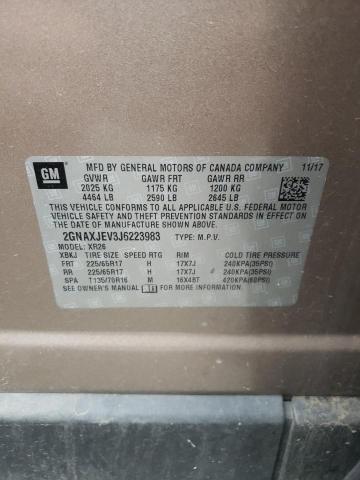 GM
MFD BY GENERAL MOTORS OF CANADA COMPANY 11/17
GVWR GAWR FRT GAWR RR
2025 KG 1175 KG 1200 KG
4464 LB 2590 LB 2645 LB
THIS VEHICLE CONFORMS TO ALL APPLICABLE U.S. FEDERAL MOTOR
VEHICLE SAFETY, BUMPER, AND THEFT PREVENTION STANDARDS IN
EFFECT ON THE DATE OF MANUFACTURE SHOWN ABOVE.
2GNAXJEV3J6223983 TYPE: M.P.V.
MODEL: XR26
XBKJ TIRE SIZE SPEED RTG RIM COLD TIRE PRESSURE
FRT 225/65R17 H 17X7J 240KPA(35PSI)
RR 225/65R17 H 17X7J 240KPA(35PSI)
SPA T135/70R16 M 16X4BT 420KPA(60PSI)
SEE OWNER'S MANUAL FOR MORE INFORMATION.